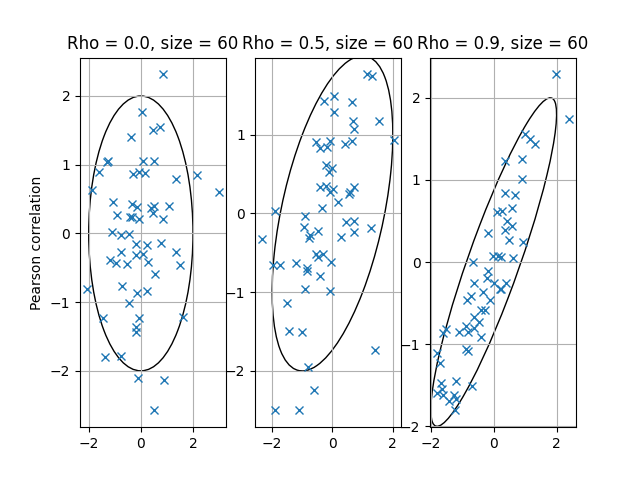 Rho = 0.0, size = 60
Rho = 0.5, size = 60
Rho = 0.9, size = 60
Pearson correlation
2
1
0
−1
−2
−2 0 2
1
0
−1
−2
−2 0 2
2
1
0
−1
−2
−2 0 2